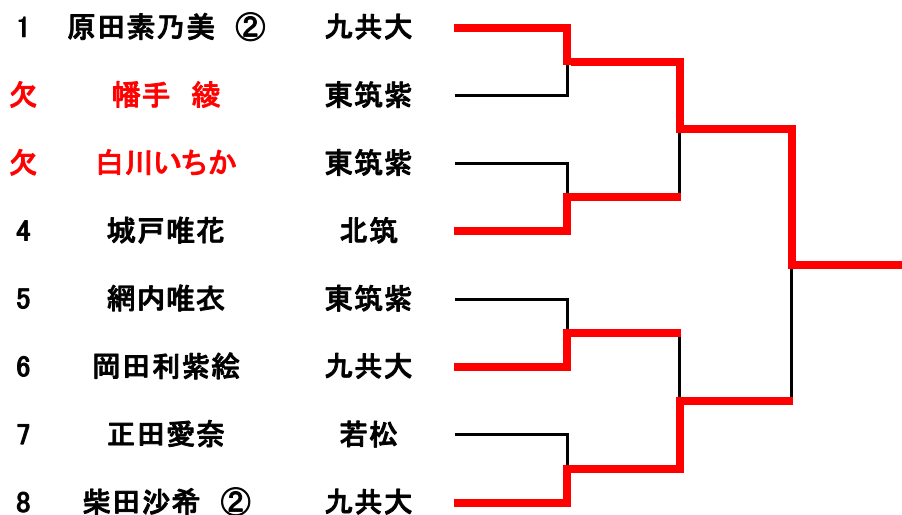 1 原田素乃美 ② 九共大
欠 幡手 綾 東筑紫
欠 白川いちか 東筑紫
4 城戸唯花 北筑
5 網内唯衣 東筑紫
6 岡田利紫絵 九共大
7 正田愛奈 若松
8 柴田沙希 ② 九共大